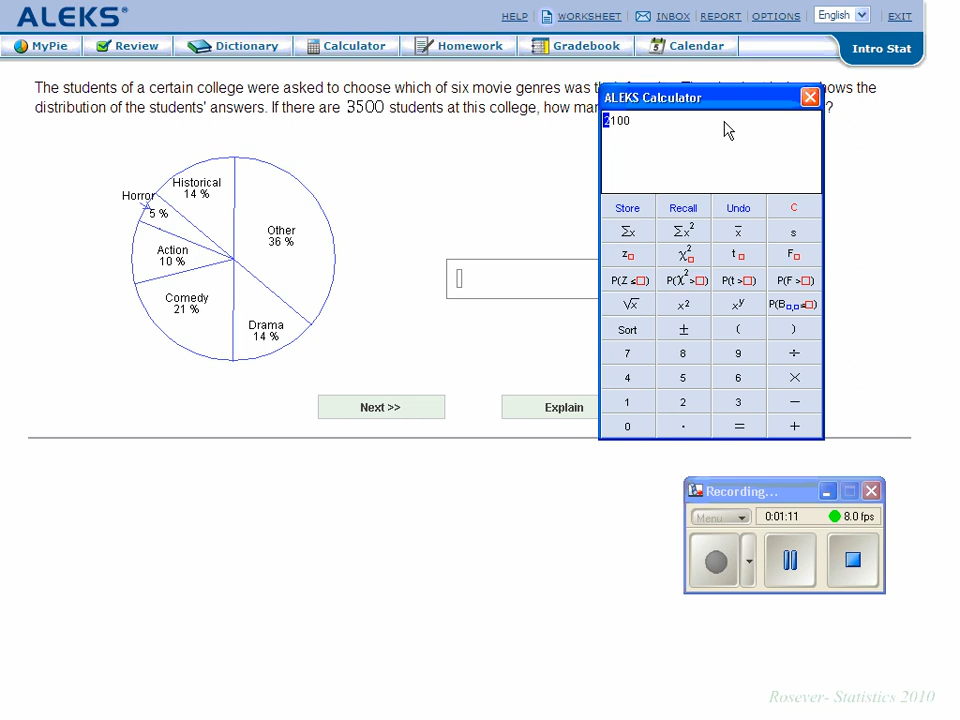 ALEKS®
HELP WORKSHEET INBOX REPORT OPTIONS English EXIT
MyPie Review Dictionary Calculator Homework Gradebook Calendar Intro Stat
The students of a certain college were asked to choose which of six movie genres was hows the
distribution of the students' answers. If there are 3500 students at this college, how ?
ALEKS Calculator
2100
Store Recall Undo C
Σx Σx² x̄ s
z□ χ²□ t□ F□
P(Z ≤□) P(χ²>□) P(t >□) P(F >□)
√x x² xʸ P(B□,□≤□)
Sort ± ( )
7 8 9 ÷
4 5 6 ×
1 2 3 −
0 . = +
Historical
14 %
Horror
5 %
Other
36 %
Action
10 %
Comedy
21 %
Drama
14 %
Next >>
Explain
Recording...
Menu 0:01:11 8.0 fps
Rosever- Statistics 2010